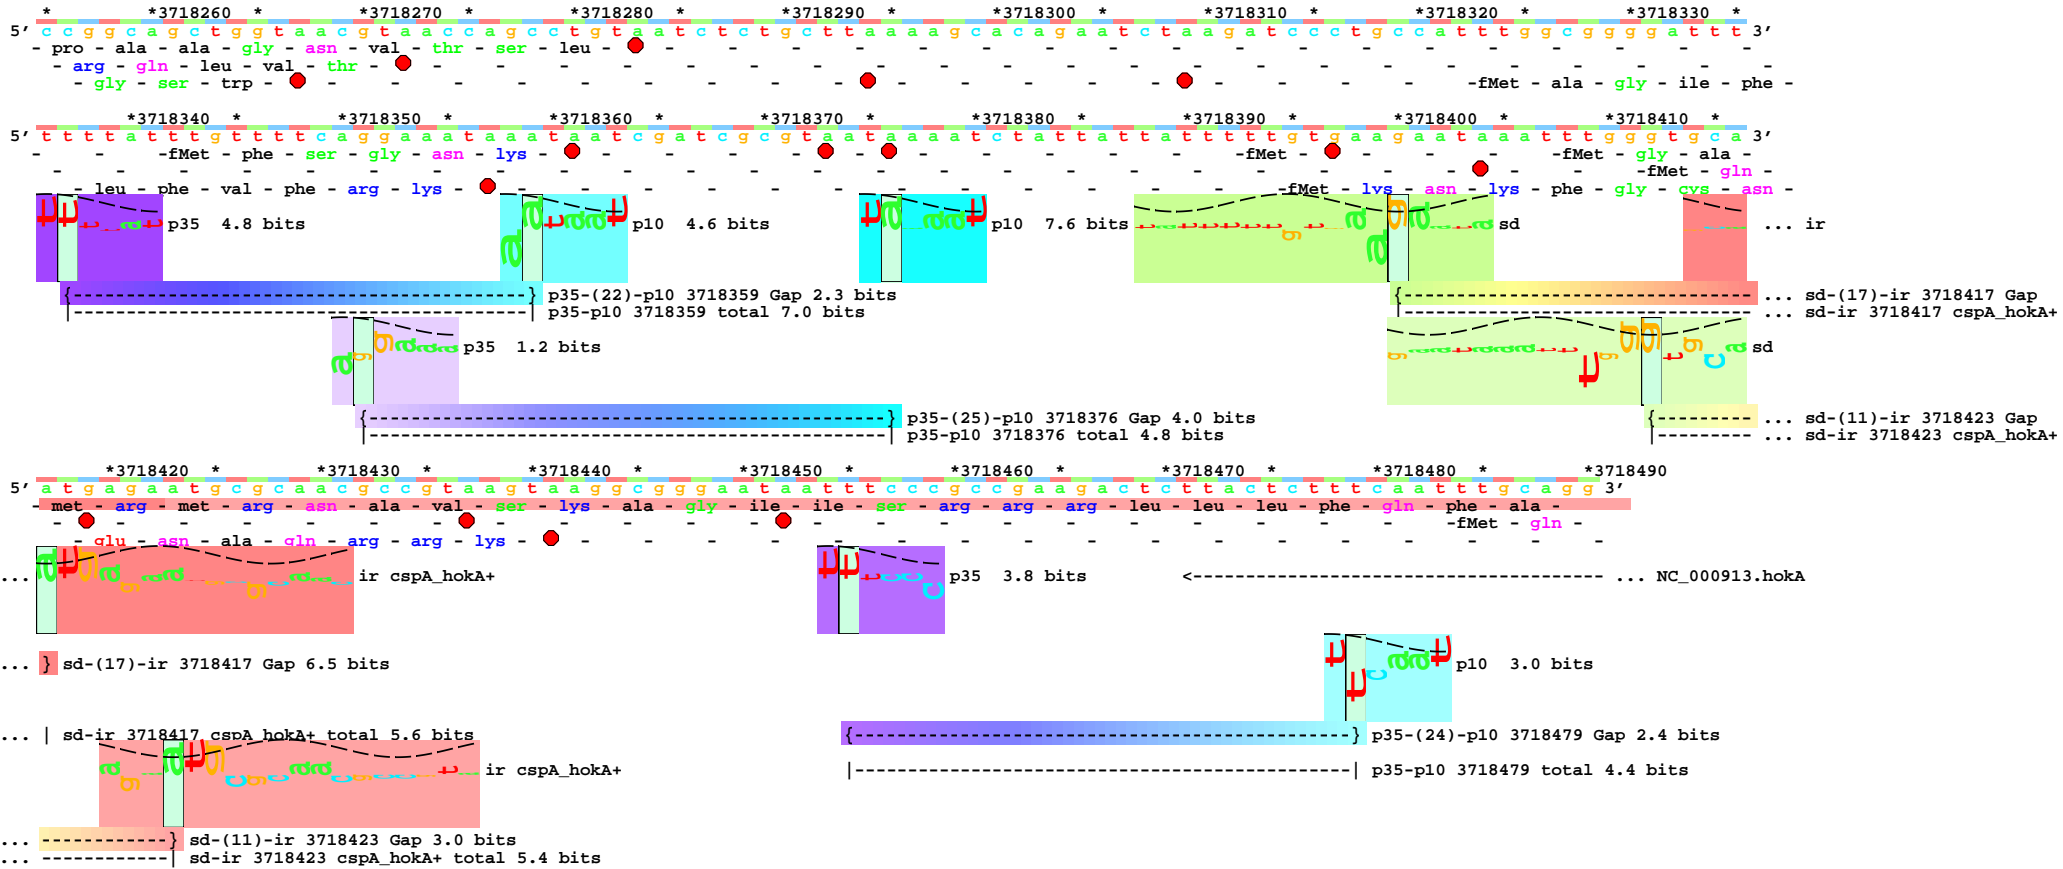 * *3718260 * *3718270 * *3718280 * *3718290 * *3718300 * *3718310 * *3718320 * *3718330 *
5' c c g g c a g c t g g t a a c g t a a c c a g c c t g t a a t c t c t g c t t a a a a g c a c a g a a t c t a a g a t c c c t g c c a t t t g g c g g g g a t t t 3'
- pro - ala - ala - gly - asn - val - thr - ser - leu -
- arg - gln - leu - val - thr -
- gly - ser - trp - - fMet - ala - gly - ile - phe -
*3718340 * *3718350 * *3718360 * *3718370 * *3718380 * *3718390 * *3718400 * *3718410 *
5' t t t t a t t t g t t t t c a g g a a a t a a a t a a t c g a t c g c g t a a t a a a a t c t a t t a t t a t t t t t g t g a a g a a t a a a t t t g g g t g c a 3'
-fMet - phe - ser - gly - asn - lys - -fMet - -fMet - gly - ala -
-fMet - gln -
- leu - phe - val - phe - arg - lys - -fMet - lys - asn - lys - phe - gly - cys - asn -
p35 4.8 bits p10 4.6 bits p10 7.6 bits sd ... ir
{--------------------} p35-(22)-p10 3718359 Gap 2.3 bits {-------------------- ... sd-(17)-ir 3718417 Gap
|--------------------| p35-p10 3718359 total 7.0 bits |-------------------- ... sd-ir 3718417 cspA_hokA+
p35 1.2 bits sd
{--------------------} p35-(25)-p10 3718376 Gap 4.0 bits {--------- ... sd-(11)-ir 3718423 Gap
|--------------------| p35-p10 3718376 total 4.8 bits |--------- ... sd-ir 3718423 cspA_hokA+
*3718420 * *3718430 * *3718440 * *3718450 * *3718460 * *3718470 * *3718480 * *3718490
5' a t g a g a a t g c g c a a c g c c g t a a g t a a g g c g g g a a t a a t t t c c c g c c g a a g a c t c t t a c t c t t t c a a t t t g c a g g 3'
- met - arg - met - arg - asn - ala - val - ser - lys - ala - gly - ile - ile - ser - arg - arg - arg - leu - leu - leu - phe - gln - phe - ala -
-fMet - gln -
- glu - asn - ala - gln - arg - arg - lys -
... ir cspA_hokA+ p35 3.8 bits <-------------------- ... NC_000913.hokA
... } sd-(17)-ir 3718417 Gap 6.5 bits p10 3.0 bits
... | sd-ir 3718417 cspA_hokA+ total 5.6 bits {--------------------} p35-(24)-p10 3718479 Gap 2.4 bits
ir cspA_hokA+ |--------------------| p35-p10 3718479 total 4.4 bits
... ------------} sd-(11)-ir 3718423 Gap 3.0 bits
... ------------| sd-ir 3718423 cspA_hokA+ total 5.4 bits